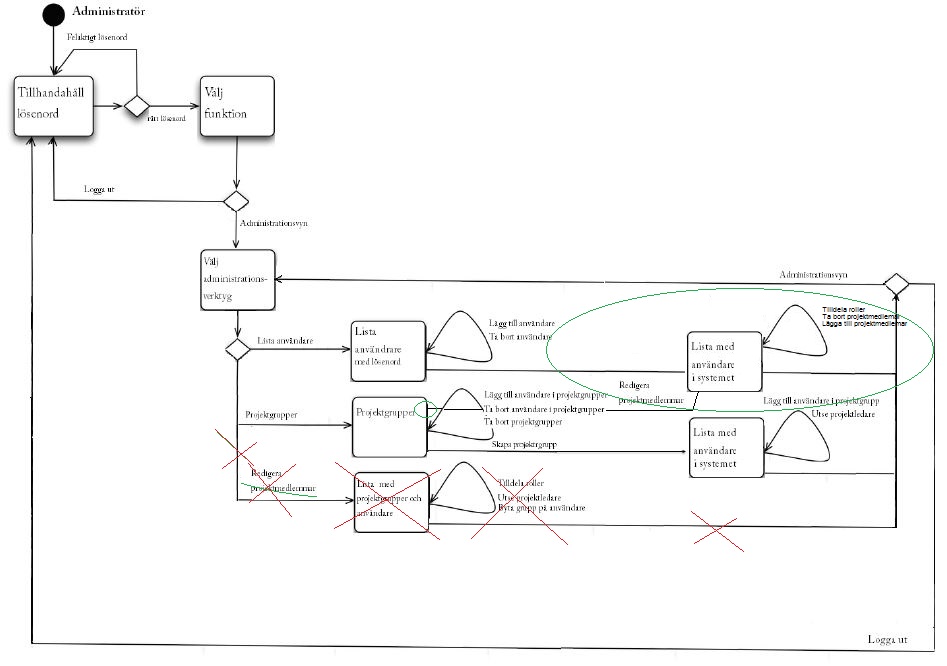 Administratör
Felaktigt lösenord
Tillhandahåll
lösenord
rätt lösenord
Välj
funktion
Logga ut
Administrationsvyn
Välj
administrations-
verktyg
Administrationsvyn
Lista användare
Lista
användrare
med lösenord
Lägg till användare
Ta bort användare
Lista med
användare
i systemet
Tilldela roller
Ta bort projektmedlemar
Lägga till projektmedlemar
Redigera
projektmedlemmar
Projektgrupper
Projektgrupper
Lägg till användare i projektgrupper
Ta bort användare i projektgrupper
Ta bort projektgrupper
Skapa projektgrupp
Lista med
användare
i systemet
Lägg till användare i projektgrupp
Utse projektledare
Redigera
projektmedlemmar
Lista med
projektgrupper och
användare
Tilldela roller
Utse projektledare
Byta grupp på användare
Logga ut